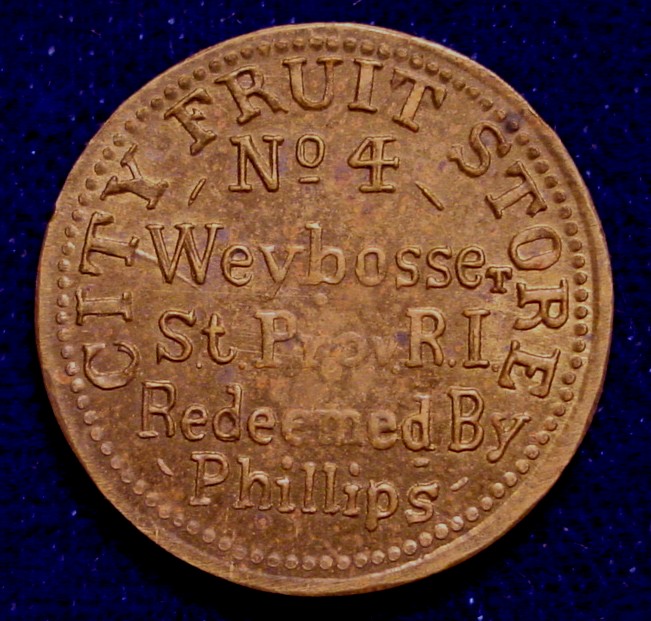 CITY FRUIT STORE
Nº 4
Weybosset
St. Prov. R.I.
Redeemed By
Phillips